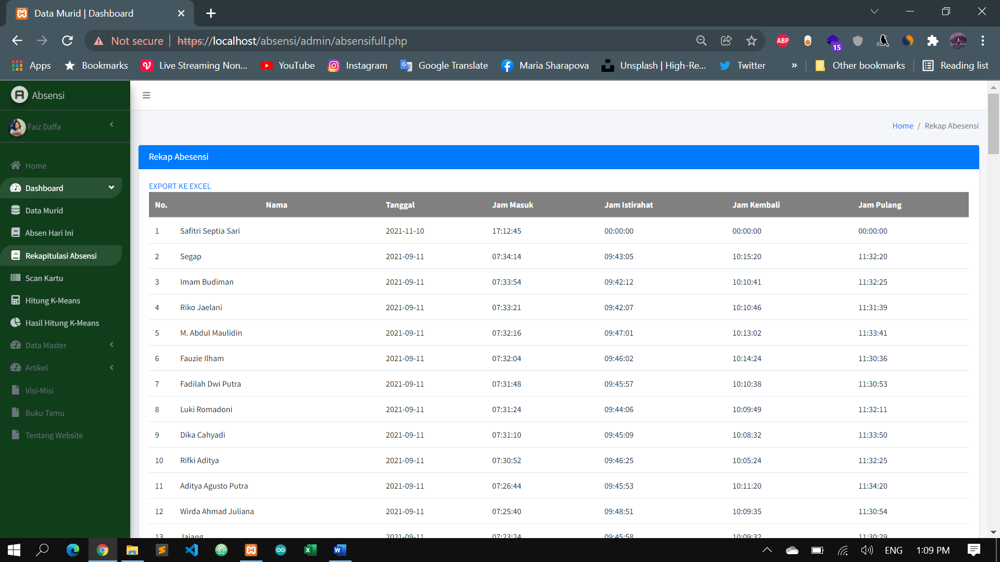 Data Murid | Dashboard
Not secure | https://localhost/absensi/admin/absensifull.php
ABP
15
Apps
Bookmarks
Live Streaming Non...
YouTube
Instagram
Google Translate
Maria Sharapova
Unsplash | High-Re...
Twitter
»
Other bookmarks
Reading list
Absensi
Faiz Daffa
Home
Dashboard
Data Murid
Absen Hari Ini
Rekapitulasi Absensi
Scan Kartu
Hitung K-Means
Hasil Hitung K-Means
Data Master
Artikel
Visi-Misi
Buku Tamu
Tentang Website
Home / Rekap Abesensi
Rekap Abesensi
EXPORT KE EXCEL
No. Nama Tanggal Jam Masuk Jam Istirahat Jam Kembali Jam Pulang
1 Safitri Septia Sari 2021-11-10 17:12:45 00:00:00 00:00:00 00:00:00
2 Segap 2021-09-11 07:34:14 09:43:05 10:15:20 11:32:20
3 Imam Budiman 2021-09-11 07:33:54 09:42:12 10:10:41 11:32:25
4 Riko Jaelani 2021-09-11 07:33:21 09:42:07 10:10:46 11:31:39
5 M. Abdul Maulidin 2021-09-11 07:32:16 09:47:01 10:13:02 11:33:41
6 Fauzie Ilham 2021-09-11 07:32:04 09:46:02 10:14:24 11:30:36
7 Fadilah Dwi Putra 2021-09-11 07:31:48 09:45:57 10:10:38 11:30:53
8 Luki Romadoni 2021-09-11 07:31:24 09:44:06 10:09:49 11:32:11
9 Dika Cahyadi 2021-09-11 07:31:10 09:45:09 10:08:32 11:33:50
10 Rifki Aditya 2021-09-11 07:30:52 09:46:25 10:05:24 11:32:25
11 Aditya Agusto Putra 2021-09-11 07:26:44 09:45:53 10:11:20 11:34:20
12 Wirda Ahmad Juliana 2021-09-11 07:25:40 09:48:51 10:09:35 11:30:54
13 Jajang 2021-09-11 07:23:24 09:45:58 10:09:32 11:30:29
ENG 1:09 PM